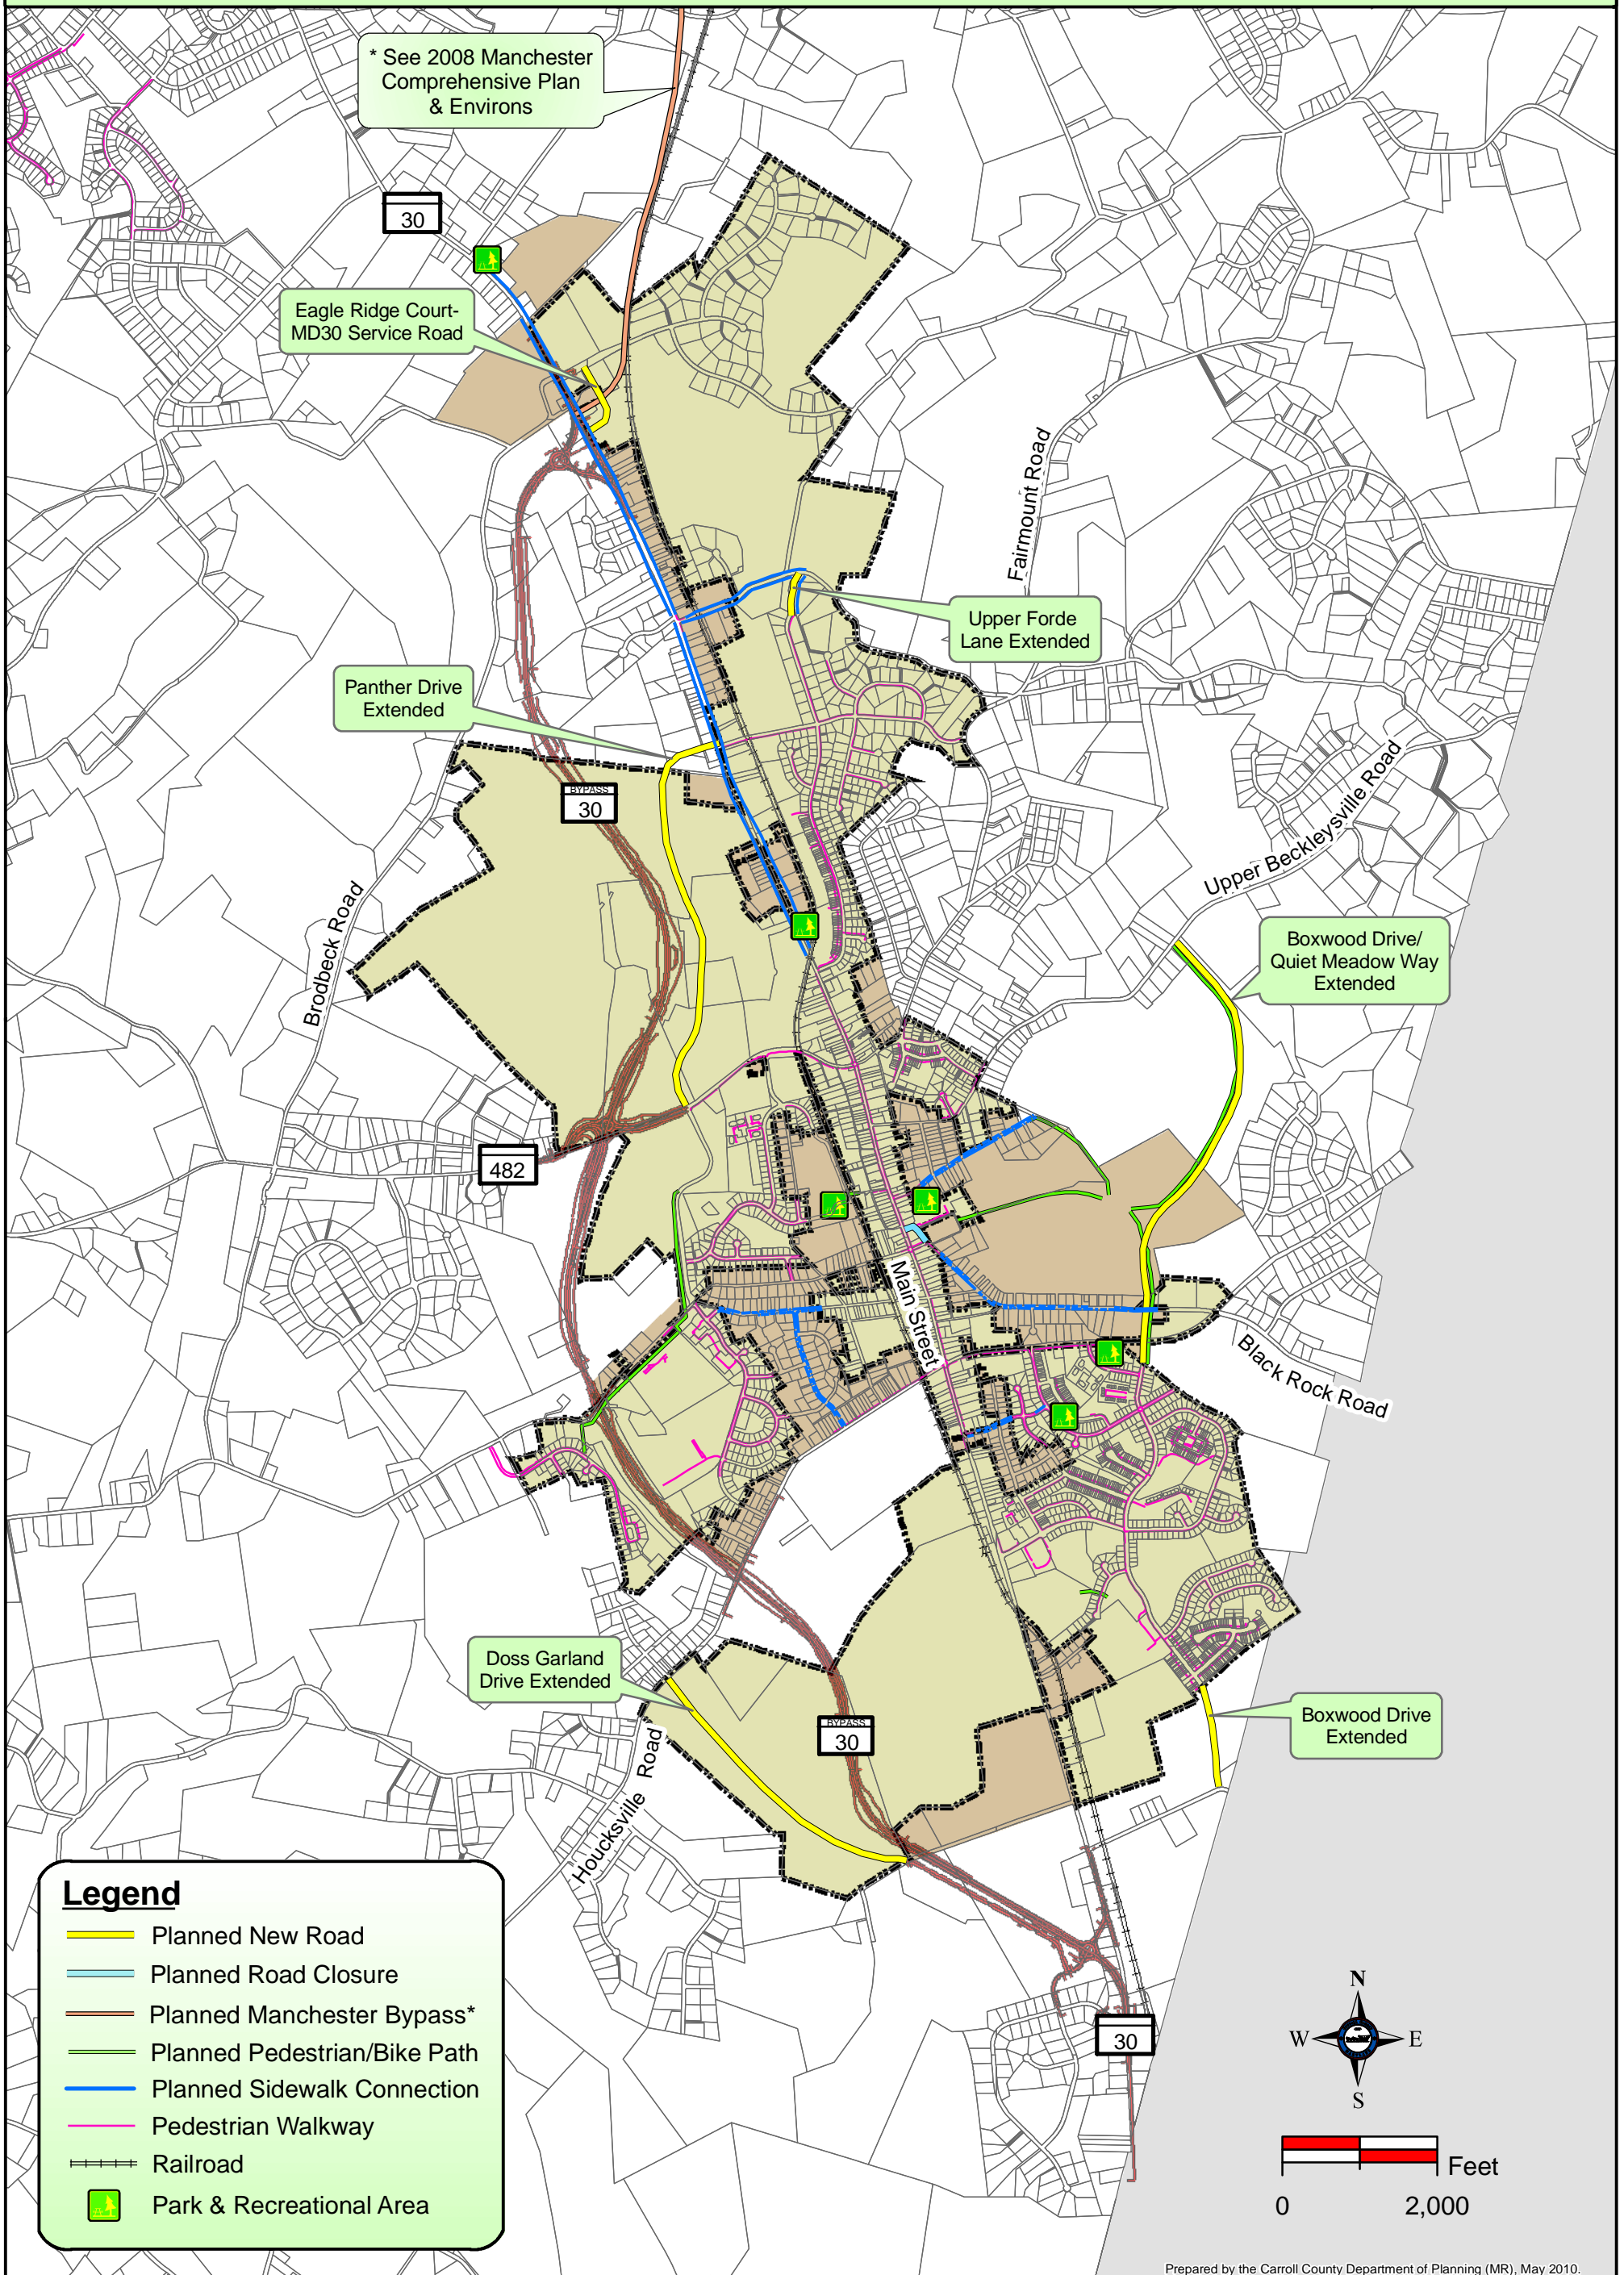 * See 2008 Manchester
Comprehensive Plan
& Environs
30
Eagle Ridge Court-
MD30 Service Road
Fairmount Road
Upper Forde
Lane Extended
Panther Drive
Extended
BYPASS
30
Upper Beckleysville Road
Brodbeck Road
Boxwood Drive/
Quiet Meadow Way
Extended
482
Main Street
Black Rock Road
Doss Garland
Drive Extended
BYPASS
30
Boxwood Drive
Extended
Houcksville Road
Legend
Planned New Road
Planned Road Closure
Planned Manchester Bypass*
Planned Pedestrian/Bike Path
Planned Sidewalk Connection
Pedestrian Walkway
Railroad
Park & Recreational Area
30
N
W E
S
Feet
0 2,000
Prepared by the Carroll County Department of Planning (MR), May 2010.